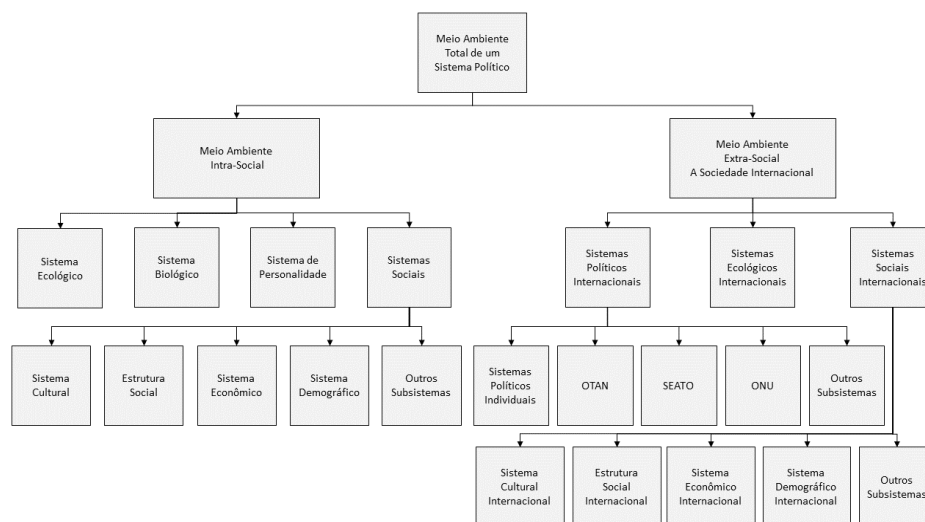 Meio Ambiente
Total de um
Sistema Político
Meio Ambiente
Intra-Social
Meio Ambiente
Extra-Social
A Sociedade Internacional
Sistema
Ecológico
Sistema
Biológico
Sistema de
Personalidade
Sistemas
Sociais
Sistemas
Políticos
Internacionais
Sistemas
Ecológicos
Internacionais
Sistemas
Sociais
Internacionais
Sistema
Cultural
Estrutura
Social
Sistema
Econômico
Sistema
Demográfico
Outros
Subsistemas
Sistemas
Políticos
Individuais
OTAN
SEATO
ONU
Outros
Subsistemas
Sistema
Cultural
Internacional
Estrutura
Social
Internacional
Sistema
Econômico
Internacional
Sistema
Demográfico
Internacional
Outros
Subsistemas